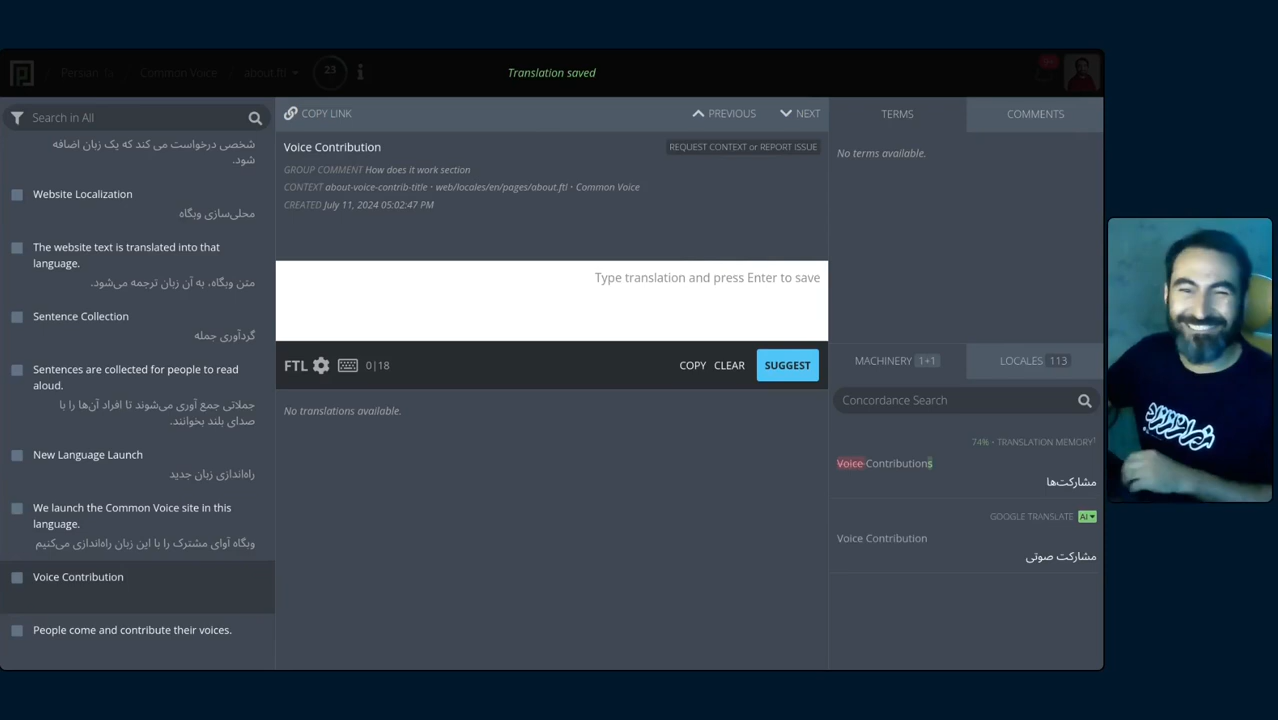 Persian fa
Common Voice
about.ftl
23
Translation saved
Search in All
COPY LINK
PREVIOUS
NEXT
TERMS
COMMENTS
شخصی درخواست می کند که یک زبان اضافه
شود.
Website Localization
محلی‌سازی وبگاه
The website text is translated into that
language.
متن وبگاه، به آن زبان ترجمه می‌شود.
Sentence Collection
گردآوری جمله
Sentences are collected for people to read
aloud.
جملاتی جمع آوری می‌شوند تا افراد آن‌ها را با
صدای بلند بخوانند.
New Language Launch
راه‌اندازی زبان جدید
We launch the Common Voice site in this
language.
وبگاه آوای مشترک را با این زبان راه‌اندازی می‌کنیم
Voice Contribution
People come and contribute their voices.
Voice Contribution
REQUEST CONTEXT or REPORT ISSUE
GROUP COMMENT How does it work section
CONTEXT about-voice-contrib-title • web/locales/en/pages/about.ftl • Common Voice
CREATED July 11, 2024 05:02:47 PM
Type translation and press Enter to save
FTL
0|18
COPY
CLEAR
SUGGEST
No translations available.
No terms available.
MACHINERY 1+1
LOCALES 113
Concordance Search
74% • TRANSLATION MEMORY1
Voice Contributions
مشارکت‌ها
GOOGLE TRANSLATE AI
Voice Contribution
مشارکت صوتی